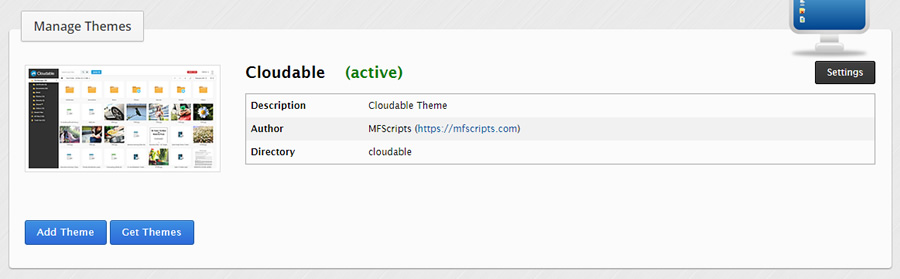 Manage Themes
Cloudable
Cloudable (active)
Settings
Description Cloudable Theme
Author MFScripts (https://mfscripts.com)
Directory cloudable
Add Theme Get Themes